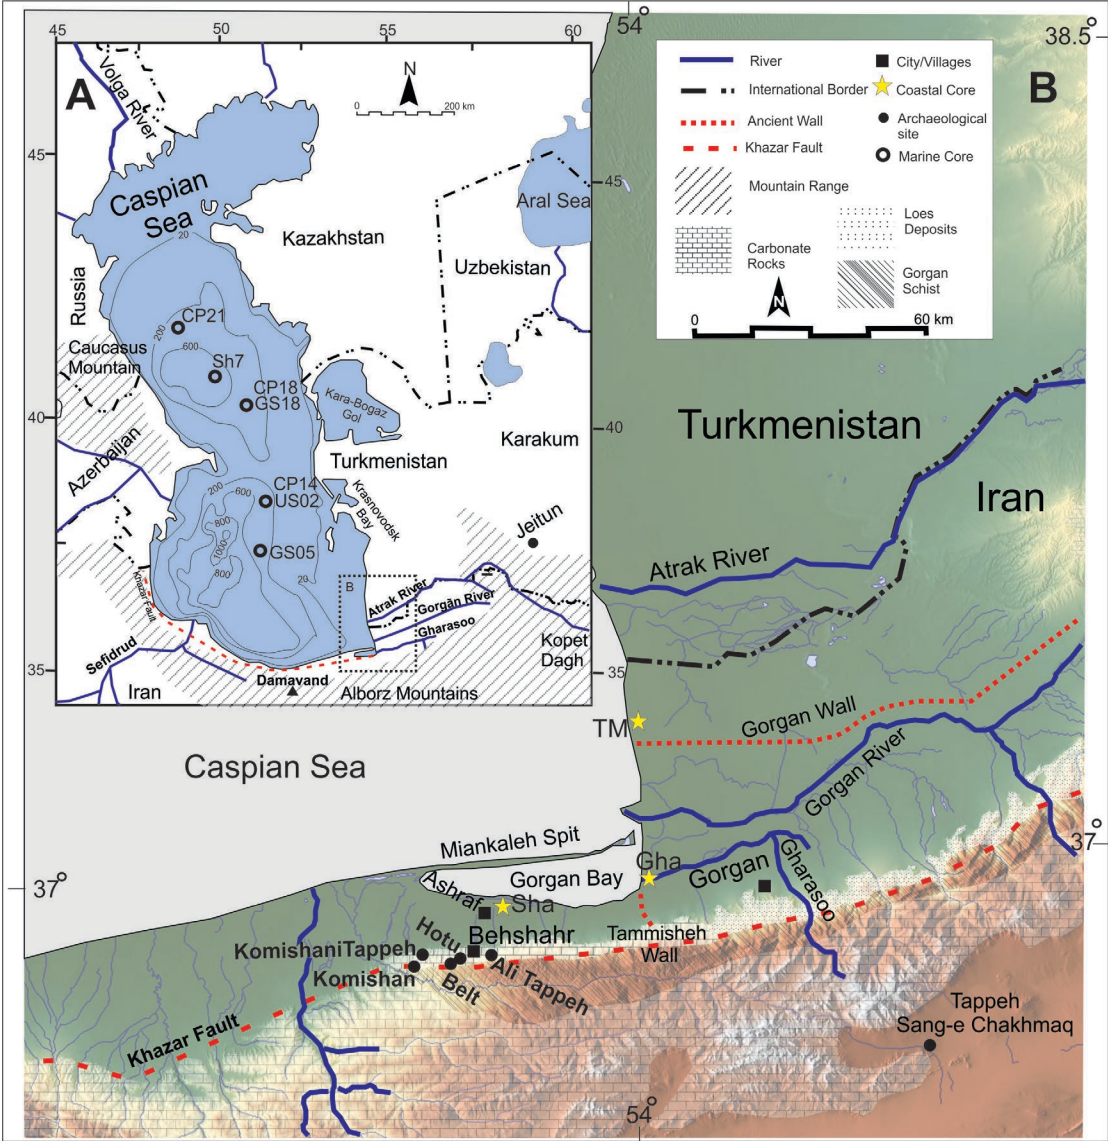 45
50
55
60
54°
38.5°
A
N
0
200 km
Volga River
45
Caspian
Sea
20
Kazakhstan
Aral Sea
45
Uzbekistan
Russia
CP21
200
600
Sh7
Caucasus
Mountain
CP18
GS18
Kara-Bogaz
Gol
40
40
Karakum
Azerbaijan
Turkmenistan
CP14
US02
200
600
800
1000
800
GS05
20
Krasnovodsk
Bay
Jeitun
B
Atrak River
Gorgan River
Gharasoo
Khazar Fault
Sefidrud
Kopet
Dagh
35
35
Iran
Damavand
Alborz Mountains
B
River
International Border
Ancient Wall
Khazar Fault
Mountain Range
Carbonate
Rocks
City/Villages
Coastal Core
Archaeological
site
Marine Core
Loes
Deposits
Gorgan
Schist
N
0
60 km
Turkmenistan
Iran
Atrak River
TM
Gorgan Wall
Gorgan River
Caspian Sea
Miankaleh Spit
37°
37°
Gha
Gorgan
Gharasoo
Gorgan Bay
Ashraf
Sha
Behshahr
Tammisheh
Wall
Hotu
KomishaniTappeh
Komishan
Belt
Ali Tappeh
Khazar Fault
Tappeh
Sang-e Chakhmaq
54°